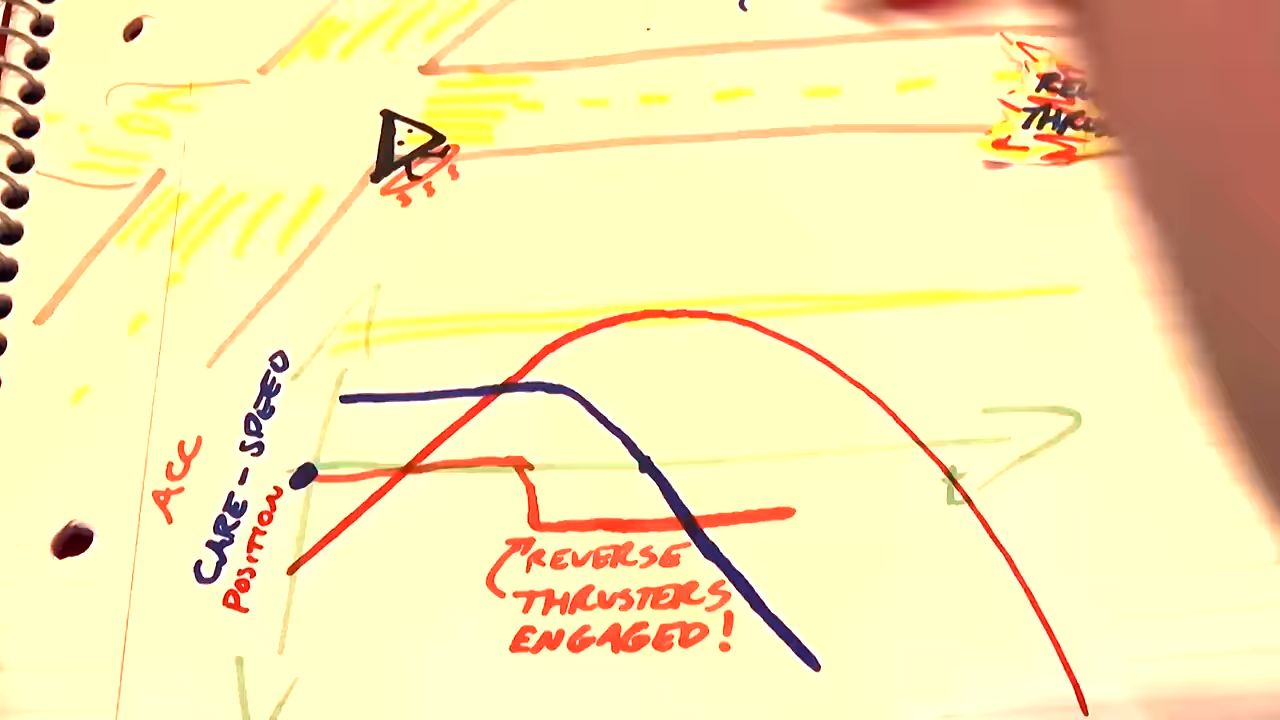 ACC
CARE-SPEED
POSITION
REVERSE
THRUSTERS
ENGAGED!
t